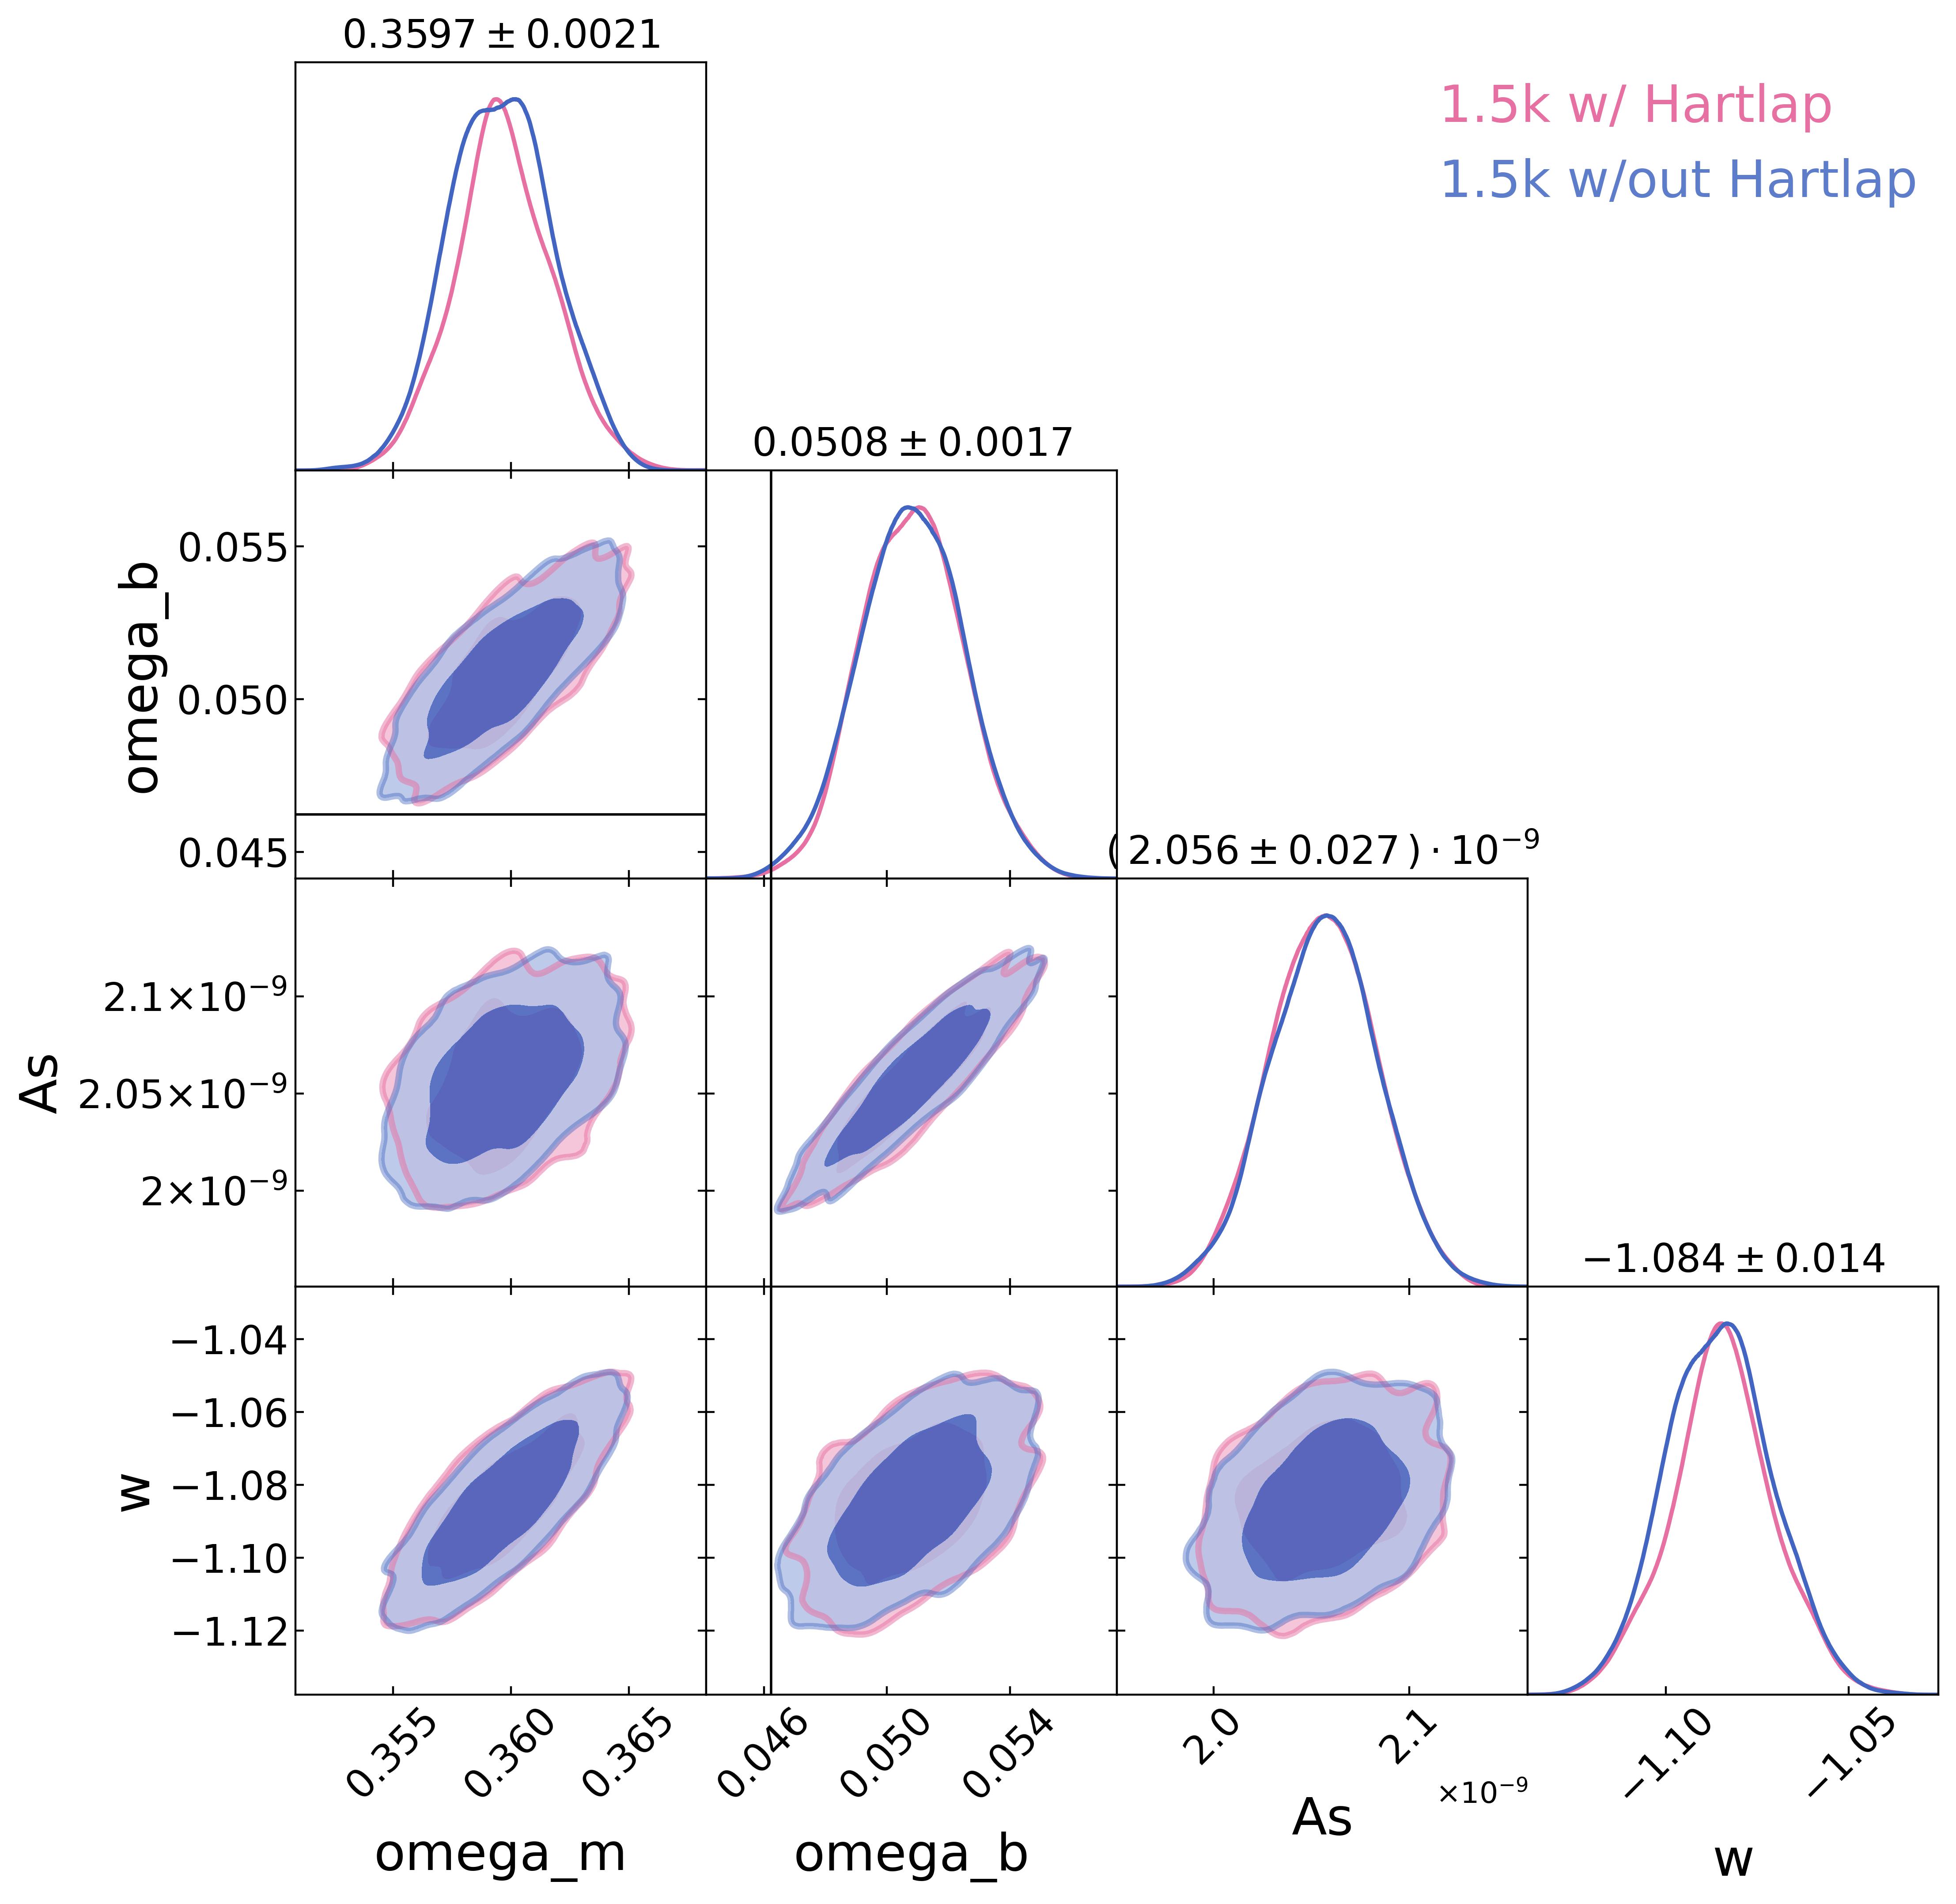 0.3597 ± 0.0021
1.5k w/ Hartlap
1.5k w/out Hartlap
0.0508 ± 0.0017
omega_b
0.055
0.050
0.045
(2.056 ± 0.027) · 10⁻⁹
As
2.1×10⁻⁹
2.05×10⁻⁹
2×10⁻⁹
−1.084 ± 0.014
w
−1.04
−1.06
−1.08
−1.10
−1.12
0.355
0.360
0.365
0.046
0.050
0.054
2.0
2.1
×10⁻⁹
−1.10
−1.05
omega_m
omega_b
As
w